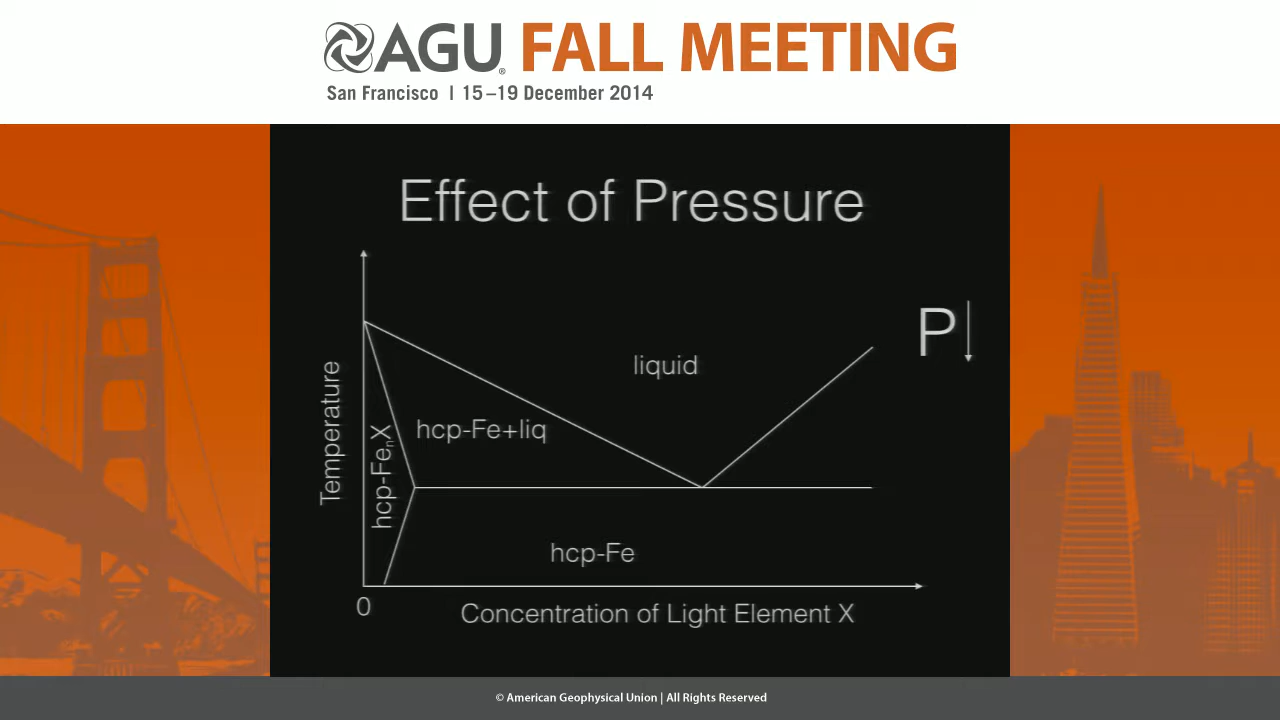 AGU® FALL MEETING
San Francisco | 15–19 December 2014
Effect of Pressure
P
liquid
Temperature
hcp-FenX
hcp-Fe+liq
hcp-Fe
0
Concentration of Light Element X
© American Geophysical Union | All Rights Reserved